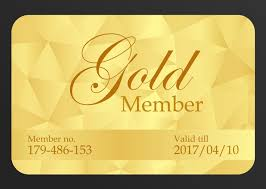 Gold
Member
Member no.
Valid till
179-486-153
2017/04/10